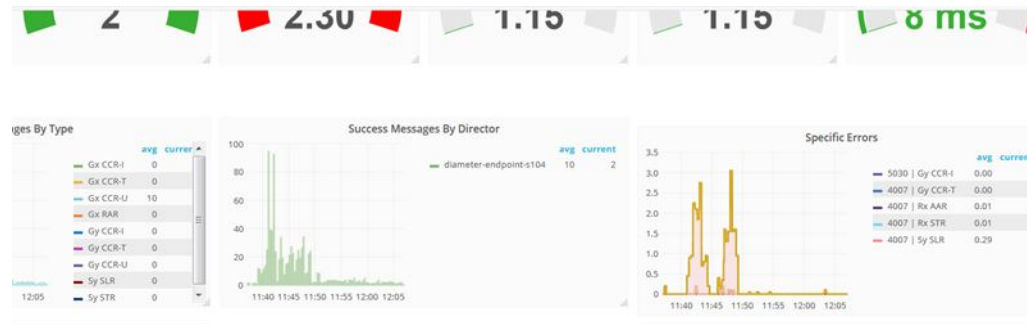 2
2.30
1.15
1.15
8 ms
ges By Type
avg curren
Gx CCR-I 0
Gx CCR-T 0
Gx CCR-U 10
Gx RAR 0
Gy CCR-I 0
Gy CCR-T 0
Gy CCR-U 0
Sy SLR 0
Sy STR 0
12:05
Success Messages By Director
avg current
diameter-endpoint-s104 10 2
100
80
60
40
20
0
11:40 11:45 11:50 11:55 12:00 12:05
Specific Errors
avg curren
5030 | Gy CCR-I 0.00
4007 | Gy CCR-T 0.00
4007 | Rx AAR 0.01
4007 | Rx STR 0.01
4007 | Sy SLR 0.29
3.5
3.0
2.5
2.0
1.5
1.0
0.5
0
11:40 11:45 11:50 11:55 12:00 12:05